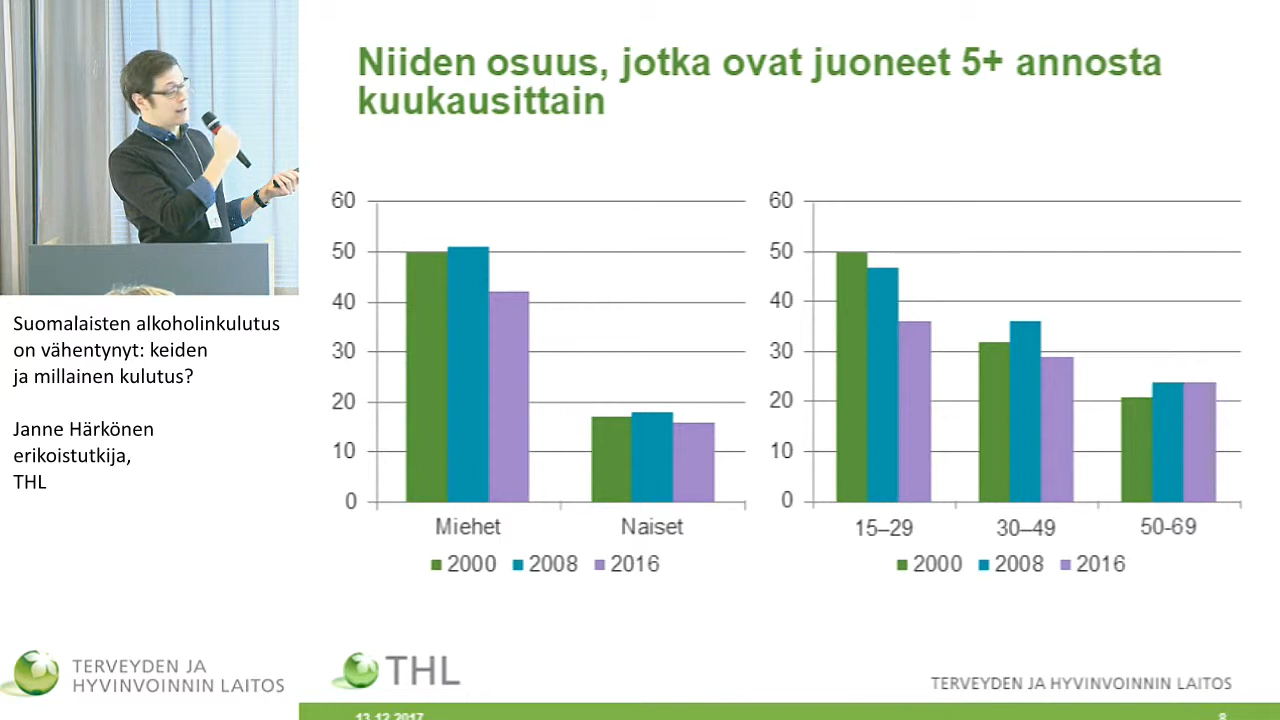 Niiden osuus, jotka ovat juoneet 5+ annosta
kuukausittain
Suomalaisten alkoholinkulutus
on vähentynyt: keiden
ja millainen kulutus?
Janne Härkönen
erikoistutkija,
THL
60
50
40
30
20
10
0
Miehet Naiset
2000 2008 2016
60
50
40
30
20
10
0
15–29 30–49 50-69
2000 2008 2016
TERVEYDEN JA
HYVINVOINNIN LAITOS
THL
TERVEYDEN JA HYVINVOINNIN LAITOS
13.12.2017
8